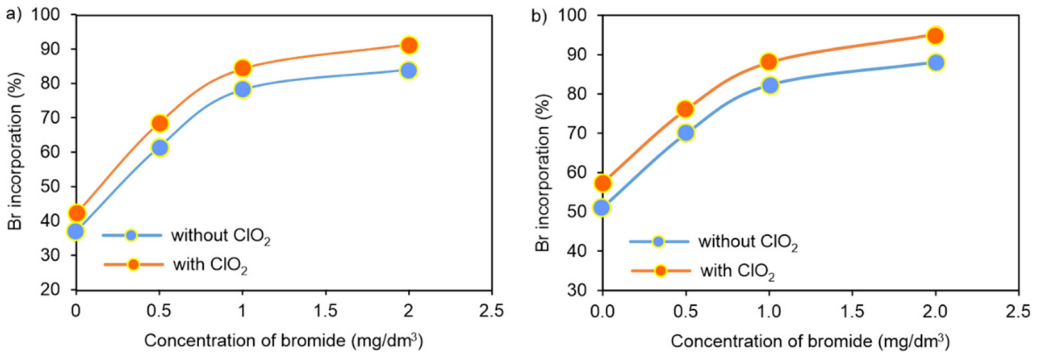 a)
100
90
80
70
60
50
40
30
20
Br incorporation (%)
without ClO₂
with ClO₂
0 0.5 1.0 1.5 2.0 2.5
Concentration of bromide (mg/dm³)
b)
100
90
80
70
60
50
40
30
Br incorporation (%)
without ClO₂
with ClO₂
0.0 0.5 1.0 1.5 2.0 2.5
Concentration of bromide (mg/dm³)